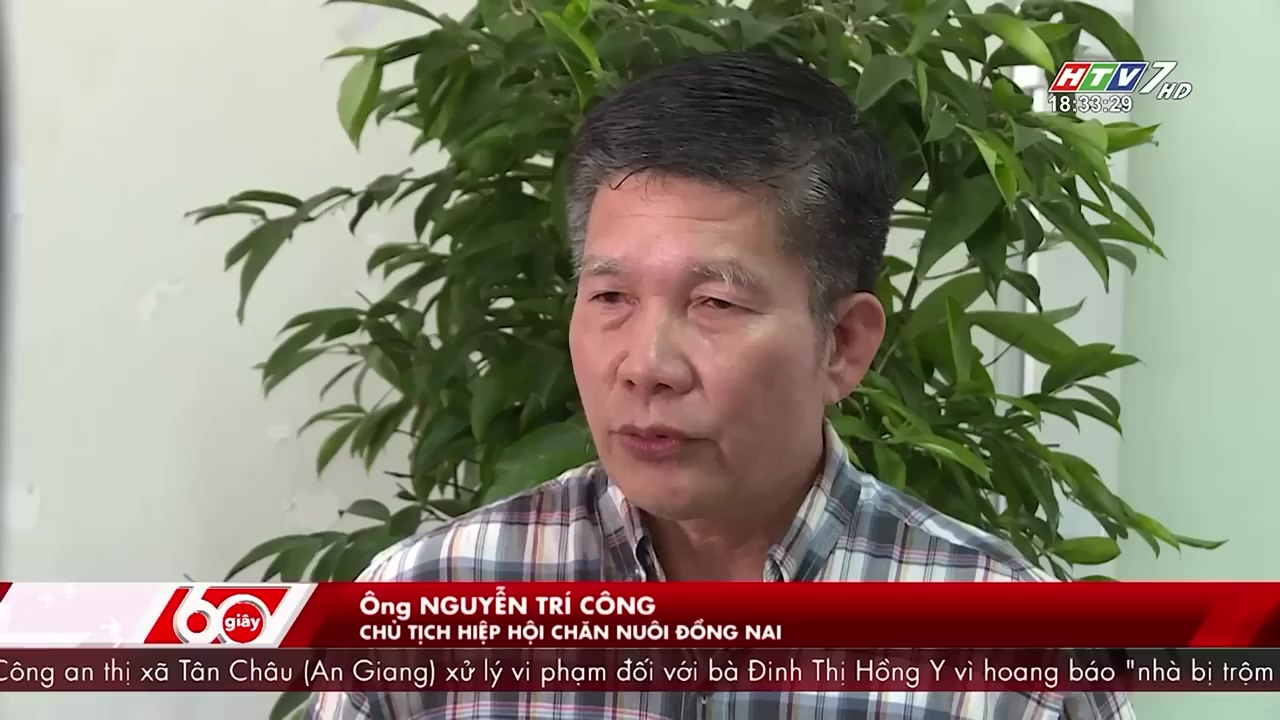 HTV7 HD
18:33:29
60 giây
Ông NGUYỄN TRÍ CÔNG
CHỦ TỊCH HIỆP HỘI CHĂN NUÔI ĐỒNG NAI
Công an thị xã Tân Châu (An Giang) xử lý vi phạm đối với bà Đinh Thị Hồng Y vì hoang báo "nhà bị trộm